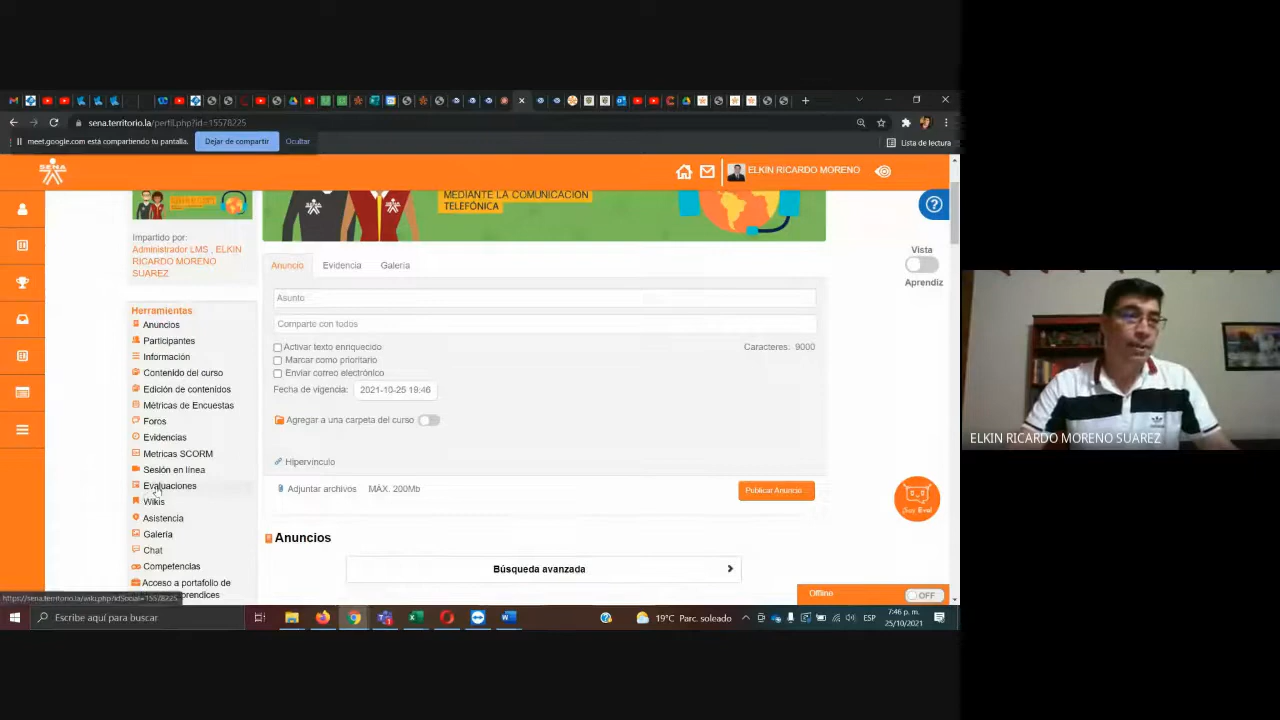 sena.territorio.la/perfil.php?id=15578225
meet.google.com está compartiendo tu pantalla.
Dejar de compartir
Ocultar
Lista de lectura
SENA
ELKIN RICARDO MORENO
MEDIANTE LA COMUNICACIÓN
TELEFÓNICA
Impartido por:
Administrador LMS , ELKIN
RICARDO MORENO
SUAREZ
Herramientas
Anuncios
Participantes
Información
Contenido del curso
Edición de contenidos
Métricas de Encuestas
Foros
Evidencias
Metricas SCORM
Sesión en línea
Evaluaciones
Wikis
Asistencia
Galería
Chat
Competencias
Acceso a portafolio de
Anuncio
Evidencia
Galería
Asunto
Comparte con todos
Activar texto enriquecido
Caracteres: 9000
Marcar como prioritario
Enviar correo electrónico
Fecha de vigencia:
2021-10-25 19:46
Agregar a una carpeta del curso
Hipervínculo
Adjuntar archivos
MÁX. 200Mb
Publicar Anuncio
Anuncios
Búsqueda avanzada
Vista
Aprendiz
Offline
OFF
Escribe aquí para buscar
19°C Parc. soleado
ESP
7:46 p. m.
25/10/2021
ELKIN RICARDO MORENO SUAREZ